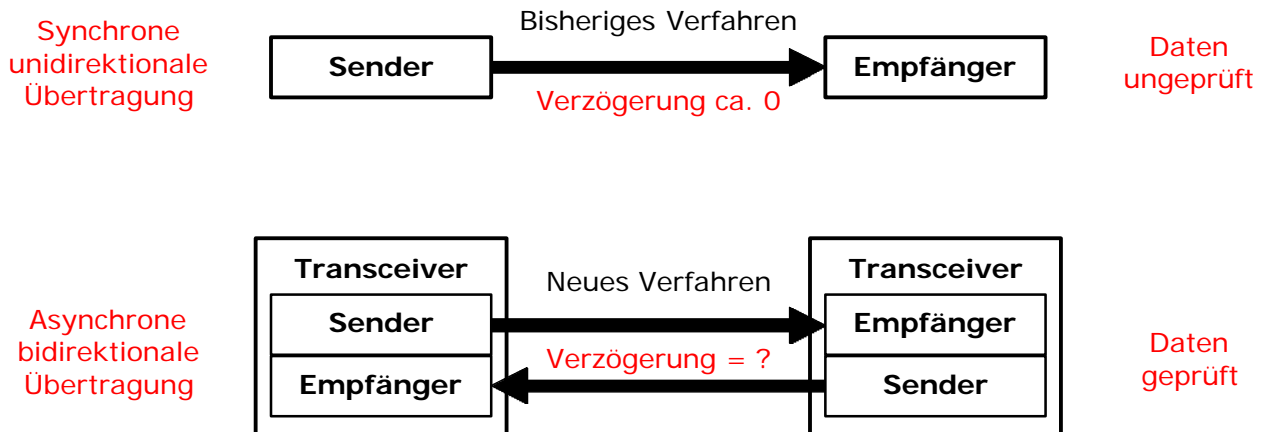 Synchrone
unidirektionale
Übertragung
Sender
Bisheriges Verfahren
Verzögerung ca. 0
Empfänger
Daten
ungeprüft
Asynchrone
bidirektionale
Übertragung
Transceiver
Sender
Empfänger
Neues Verfahren
Verzögerung = ?
Transceiver
Empfänger
Sender
Daten
geprüft